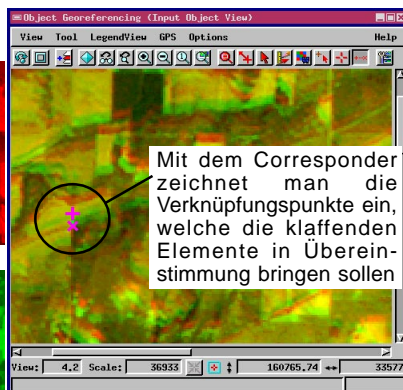 Object Georeferencing (Input Object View)
View Tool LegendView GPS Options Help
Mit dem Corresponder
zeichnet man die
Verknüpfungspunkte ein,
welche die klaffenden
Elemente in Überein-
stimmung bringen sollen
View: 4.2 Scale: 36933 160765.74 33577